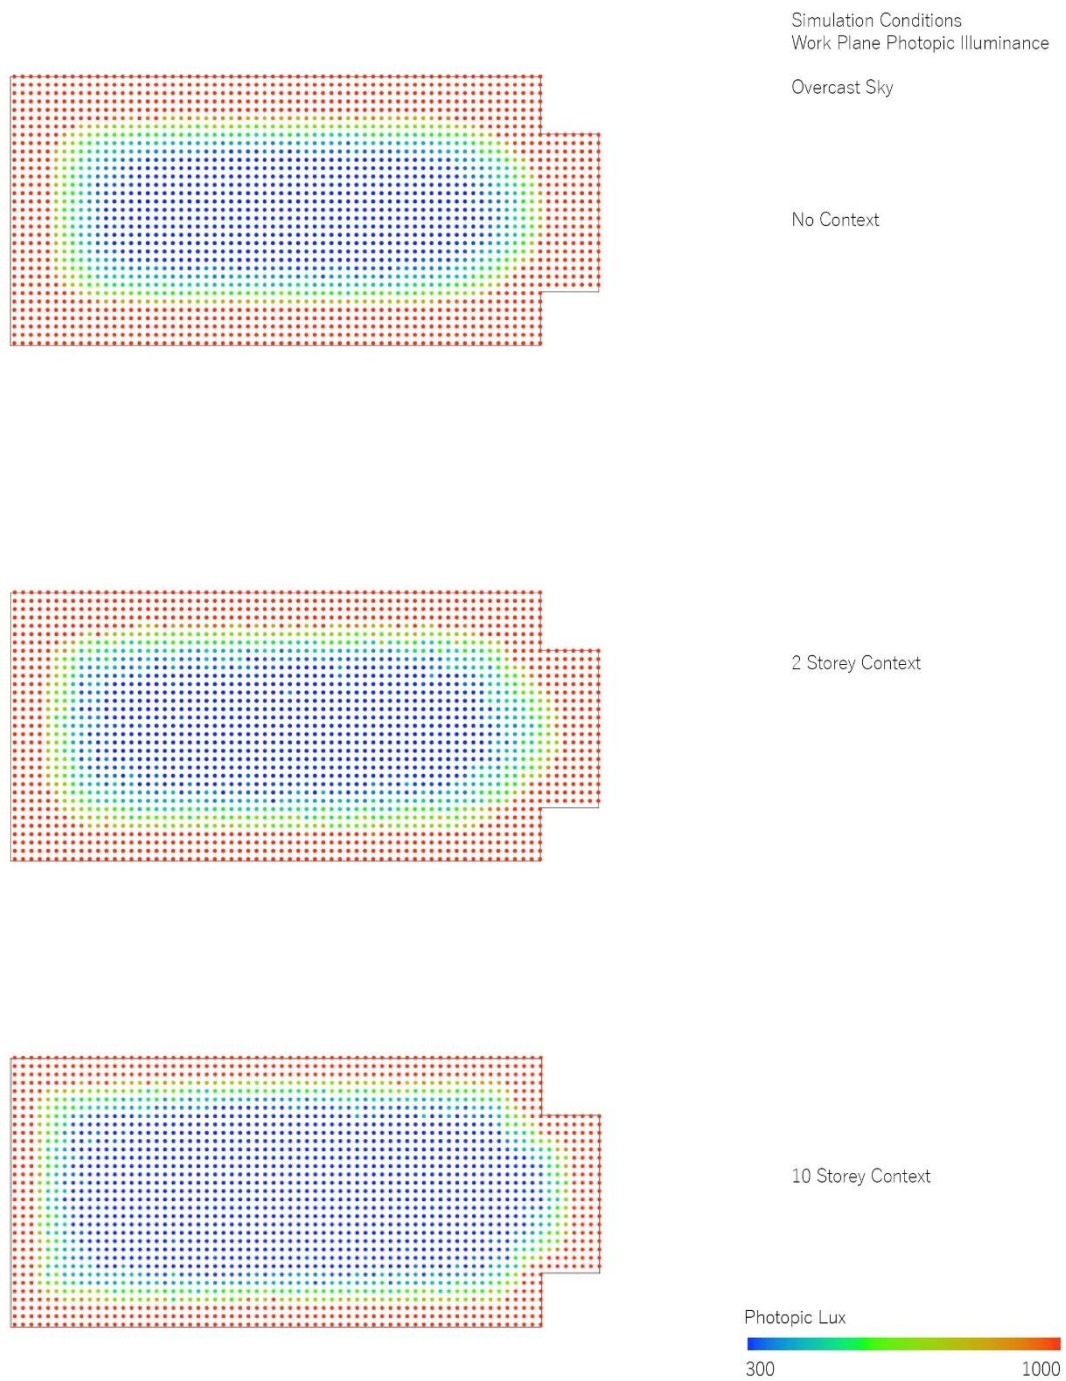 Simulation Conditions
Work Plane Photopic Illuminance
Overcast Sky
No Context
2 Storey Context
10 Storey Context
Photopic Lux
300 1000